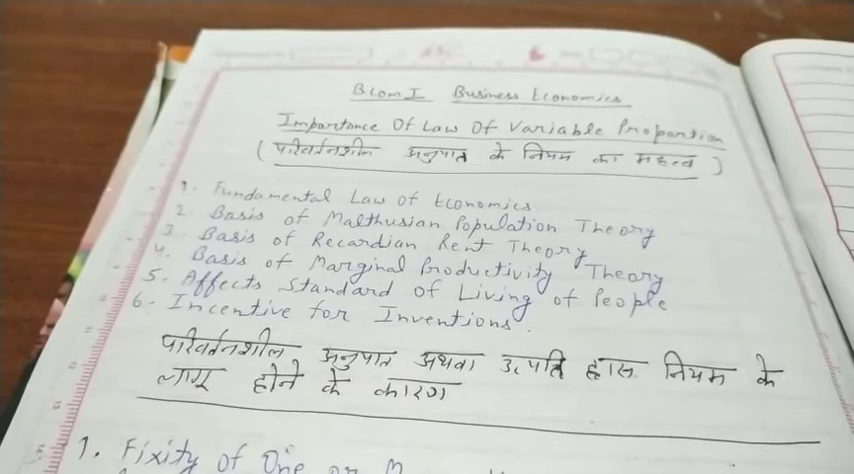 BCom I Business Economics
Importance Of Law Of Variable Proportion
(परिवर्तनशील अनुपात के नियम का महत्व)
1. Fundamental Law of Economics
2. Basis of Malthusian Population Theory
3. Basis of Recardian Rent Theory
4. Basis of Marginal Productivity Theory
5. Affects Standard of Living of People
6. Incentive for Inventions.
परिवर्तनशील अनुपात अथवा उत्पत्ति ह्रास नियम के
लागू होने के कारण
1. Fixity of One or